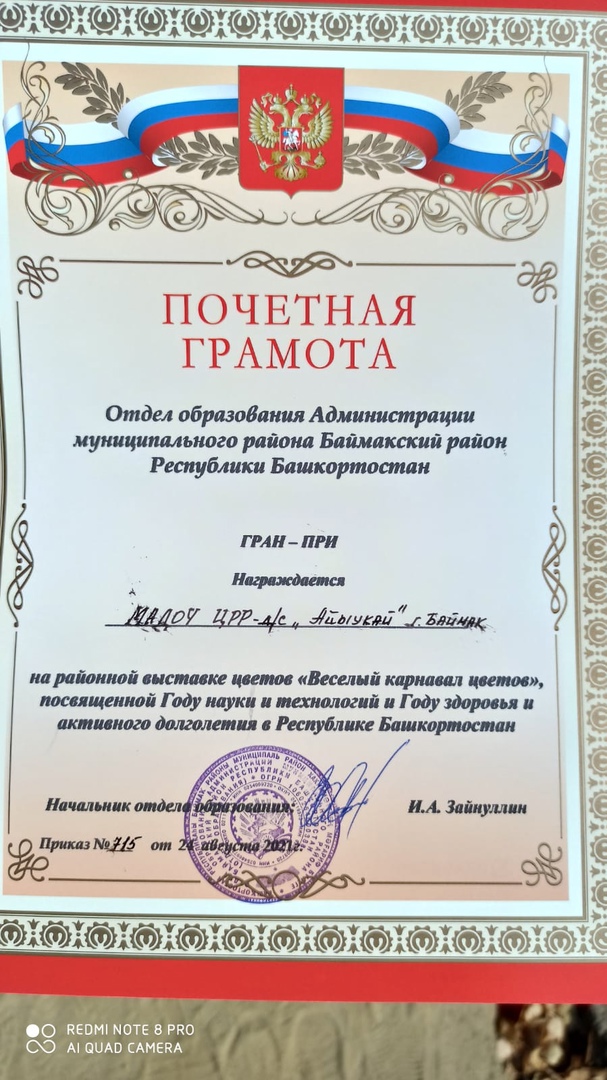 ПОЧЕТНАЯ
ГРАМОТА
Отдел образования Администрации
муниципального района Баймакский район
Республики Башкортостан
ГРАН – ПРИ
Награждается
МАДОУ ЦРР-д/с „Айыукай" г. Баймак
на районной выставке цветов «Веселый карнавал цветов»,
посвященной Году науки и технологий и Году здоровья и
активного долголетия в Республике Башкортостан
Начальник отдела образования:
И.А. Зайнуллин
Приказ №715 от 24 августа 2021г.
REDMI NOTE 8 PRO
AI QUAD CAMERA